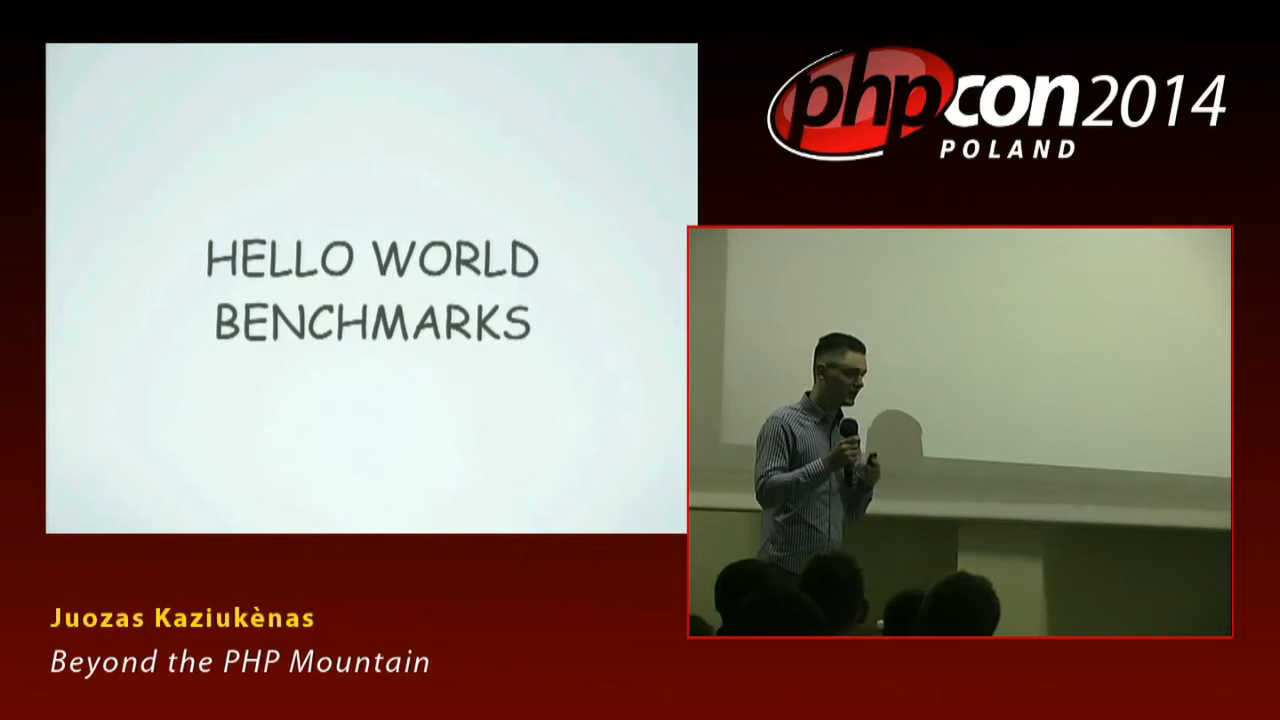 HELLO WORLD
BENCHMARKS
phpcon2014
POLAND
Juozas Kaziukènas
Beyond the PHP Mountain